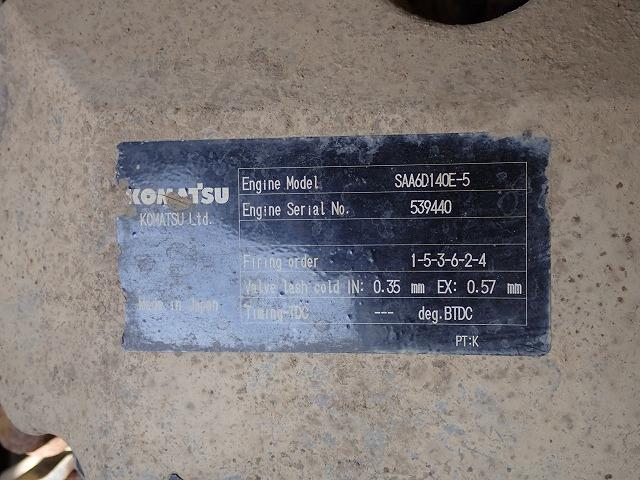 KOMATSU
KOMATSU Ltd.
Made in Japan
Engine Model SAA6D140E-5
Engine Serial No. 539440
Firing order 1-5-3-6-2-4
Valve lash cold IN: 0.35 mm EX: 0.57 mm
Timing-TDC --- deg.BTDC
PT:K